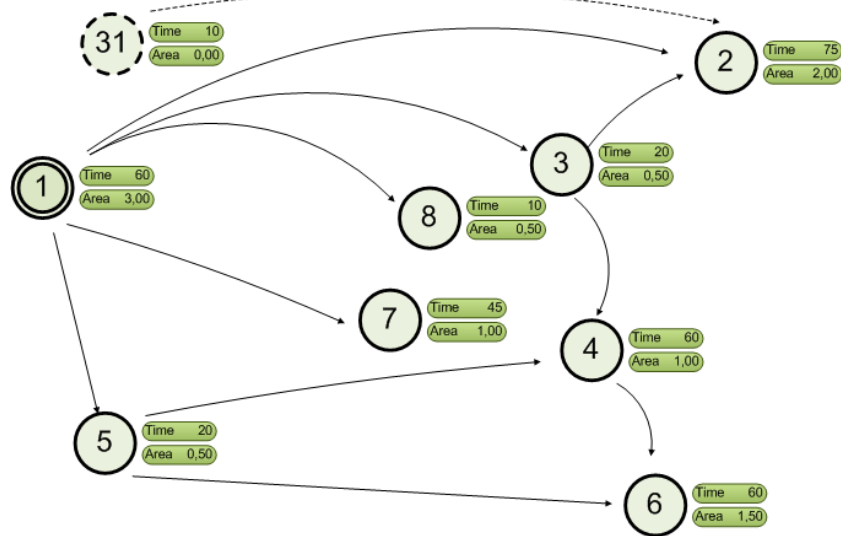 31
Time 10
Area 0,00
2
Time 75
Area 2,00
1
Time 60
Area 3,00
3
Time 20
Area 0,50
8
Time 10
Area 0,50
7
Time 45
Area 1,00
4
Time 60
Area 1,00
5
Time 20
Area 0,50
6
Time 60
Area 1,50